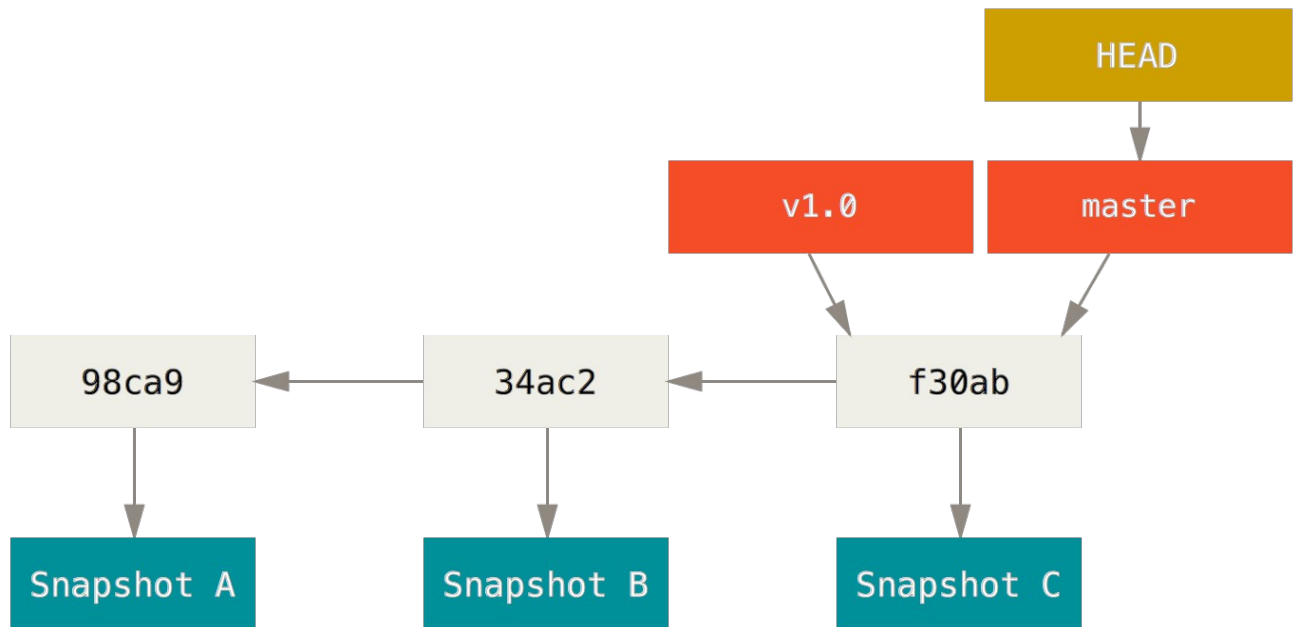 HEAD
v1.0
master
98ca9
34ac2
f30ab
Snapshot A
Snapshot B
Snapshot C